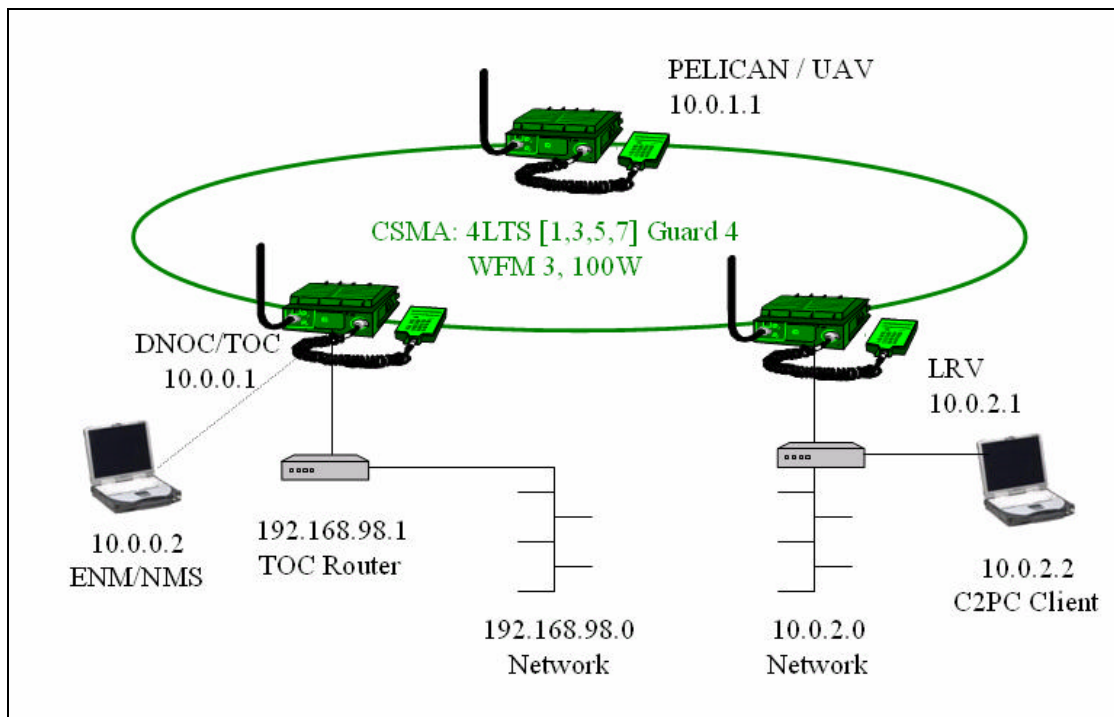 PELICAN / UAV
10.0.1.1
CSMA: 4LTS [1,3,5,7] Guard 4
WFM 3, 100W
DNOC/TOC
10.0.0.1
LRV
10.0.2.1
10.0.0.2
ENM/NMS
192.168.98.1
TOC Router
192.168.98.0
Network
10.0.2.0
Network
10.0.2.2
C2PC Client